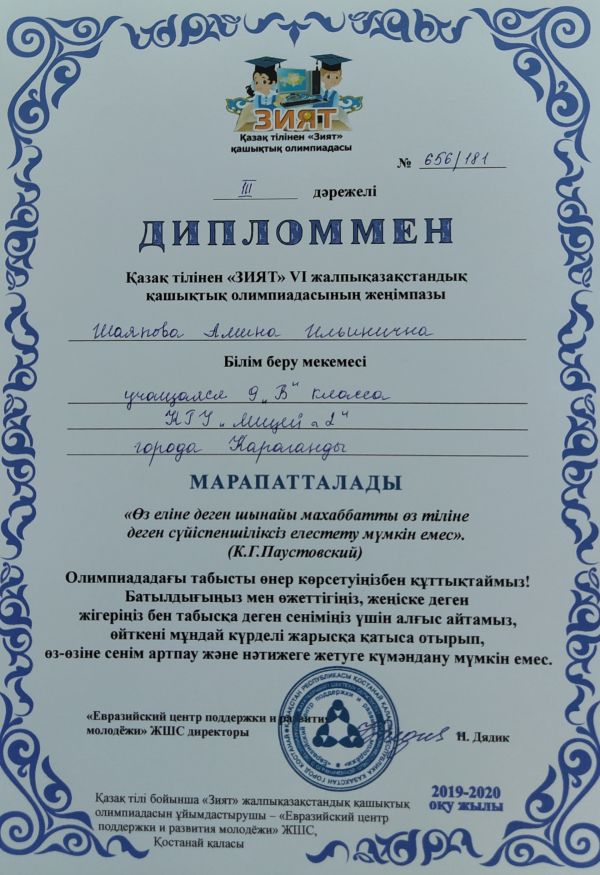 ЗИЯТ
Қазақ тілінен «Зият»
қашықтық олимпиадасы
№ 656/181
III дәрежелі
ДИПЛОММЕН
Қазақ тілінен «ЗИЯТ» VI жалпықазақстандық
қашықтық олимпиадасының жеңімпазы
Шаяпова Амина Ильинична
Білім беру мекемесі
учащаяся 9 „В" класса
КГУ „Лицей
города Караганды
МАРАПАТТАЛАДЫ
«Өз еліне деген шынайы махаббатты өз тіліне
деген сүйіспеншіліксіз елестету мүмкін емес».
(К.Г.Паустовский)
Олимпиададағы табысты өнер көрсетуіңізбен құттықтаймыз!
Батылдығыңыз мен өжеттігіңіз, жеңіске деген
жігеріңіз бен табысқа деген сеніміңіз үшін алғыс айтамыз,
өйткені мұндай күрделі жарысқа қатыса отырып,
өз-өзіне сенім артпау және нәтижеге жетуге күмәндану мүмкін емес.
«Евразийский центр поддержки и развития
молодёжи» ЖШС директоры
Н. Дядик
2019-2020
оқу жылы
Қазақ тілі бойынша «Зият» жалпықазақстандық қашықтық
олимпиадасын ұйымдастырушы – «Евразийский центр
поддержки и развития молодёжи» ЖШС,
Қостанай қаласы